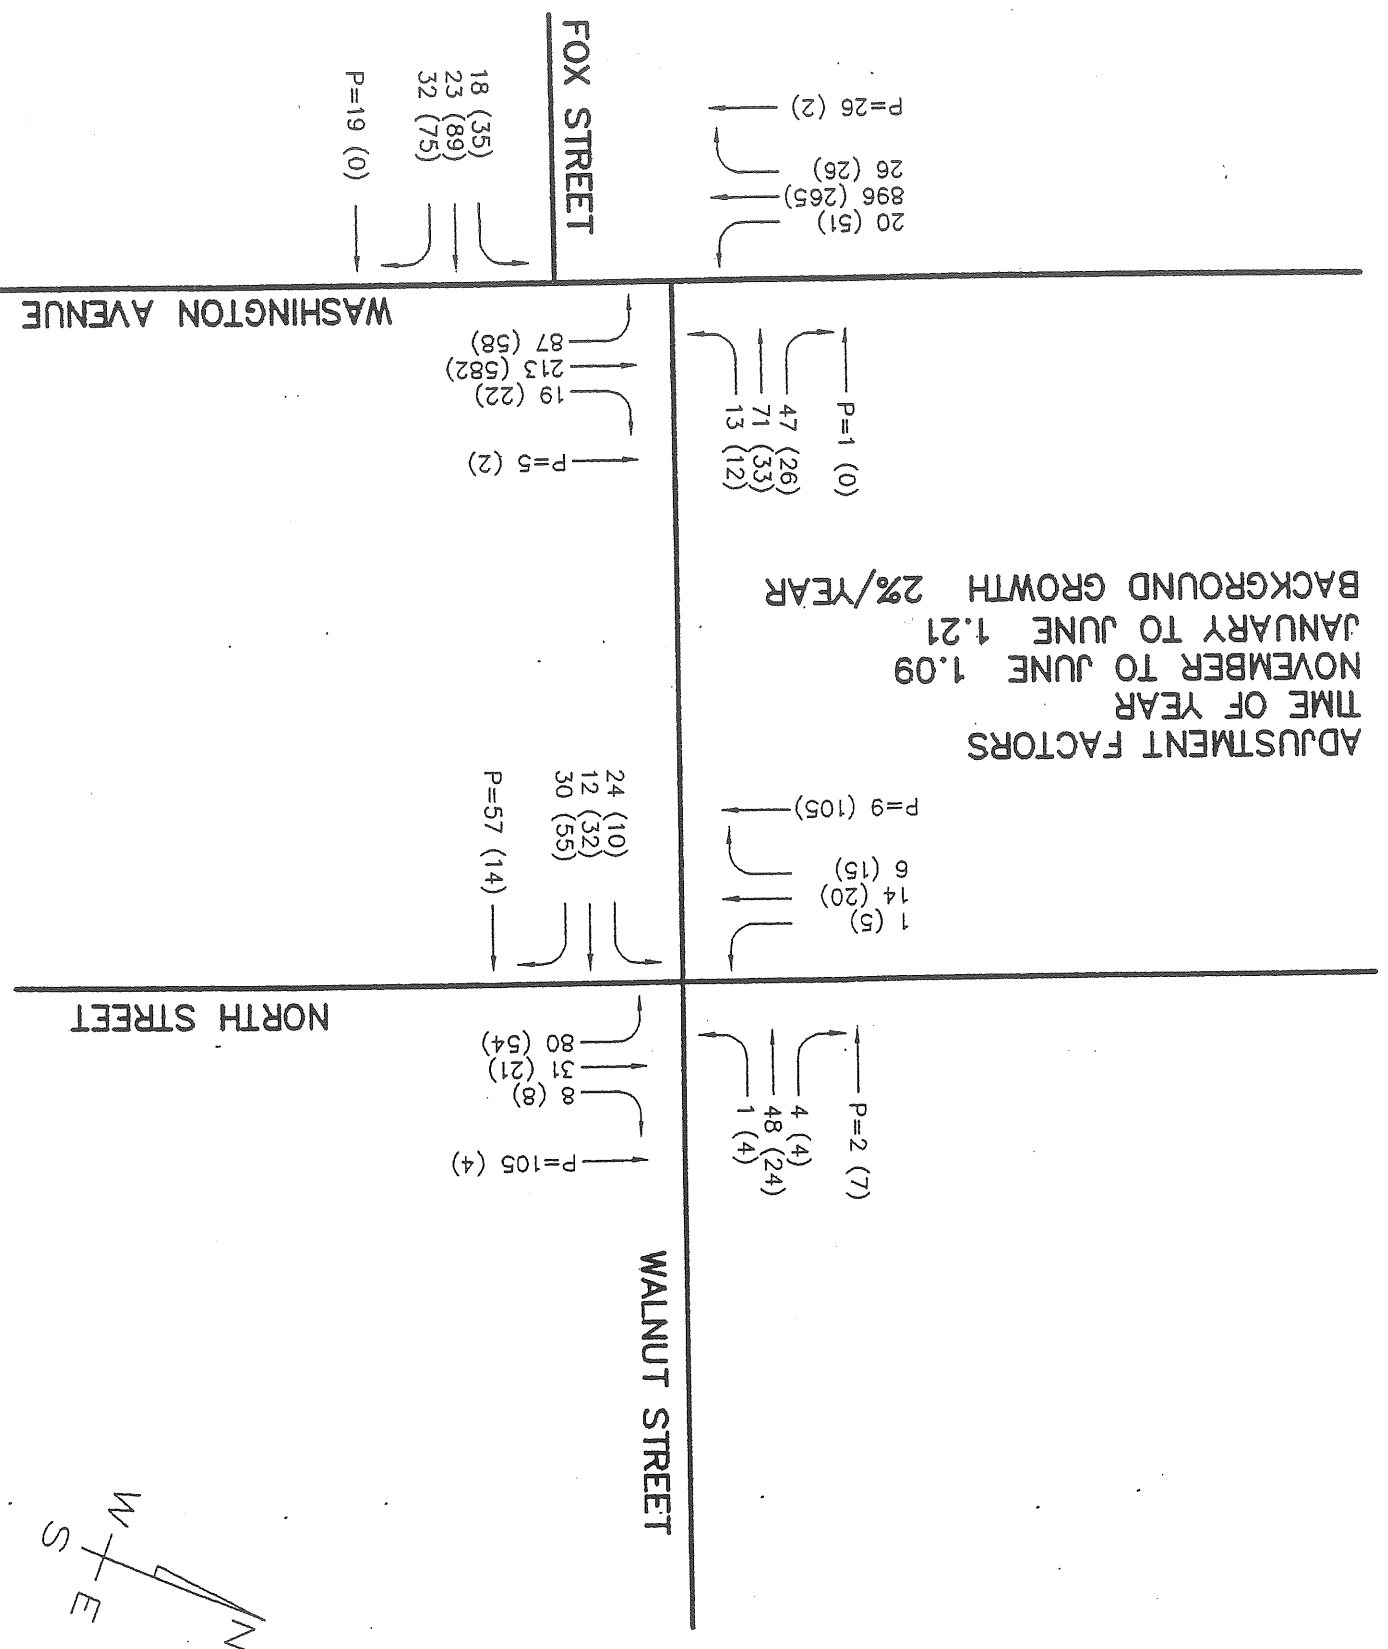 FOX STREET
18 (35)
23 (89)
32 (75)
P=19 (0)
P=26 (2)
26 (26)
896 (265)
20 (51)
WASHINGTON AVENUE
87 (58)
213 (582)
19 (22)
P=5 (2)
P=1 (0)
47 (26)
71 (33)
13 (12)
ADJUSTMENT FACTORS
TIME OF YEAR
NOVEMBER TO JUNE 1.09
JANUARY TO JUNE 1.21
BACKGROUND GROWTH 2%/YEAR
24 (10)
12 (32)
30 (55)
P=57 (14)
P=9 (105)
6 (15)
14 (20)
1 (5)
NORTH STREET
80 (54)
31 (21)
8 (8)
P=105 (4)
P=2 (7)
4 (4)
48 (24)
1 (4)
WALNUT STREET
N
W
E
S